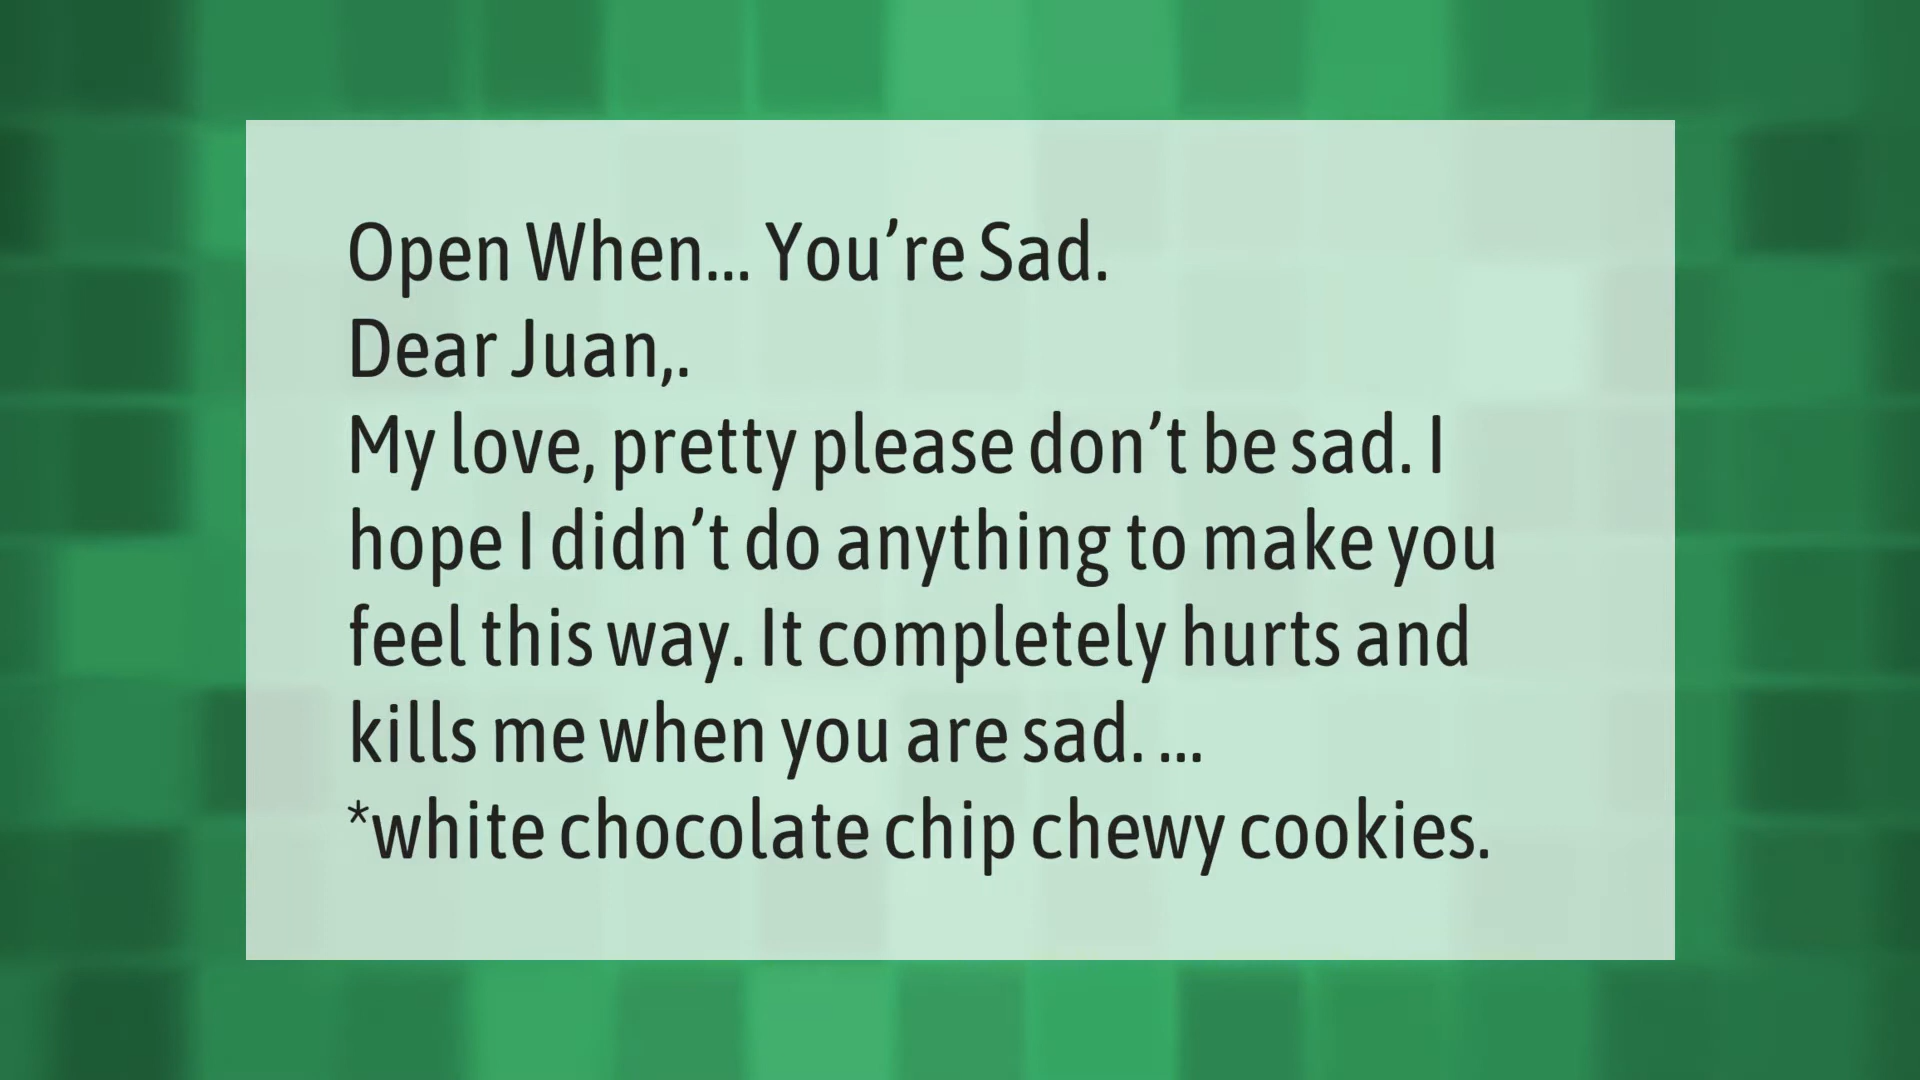 Open When... You’re Sad.
Dear Juan,.
My love, pretty please don’t be sad. I
hope I didn’t do anything to make you
feel this way. It completely hurts and
kills me when you are sad. ...
*white chocolate chip chewy cookies.